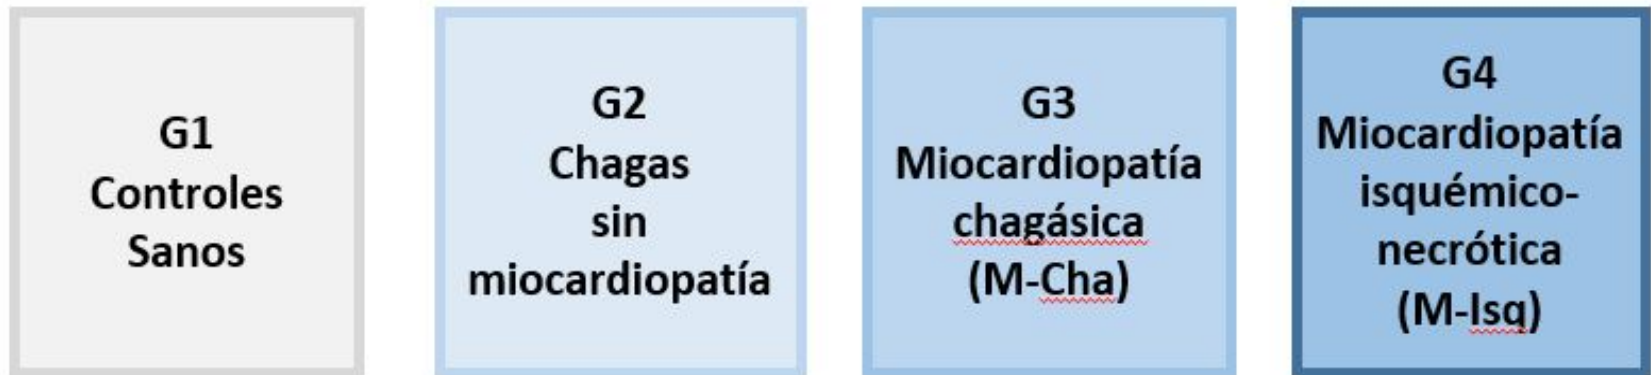 G1
Controles
Sanos
G2
Chagas
sin
miocardiopatía
G3
Miocardiopatía
chagásica
(M-Cha)
G4
Miocardiopatía
isquémico-
necrótica
(M-Isq)